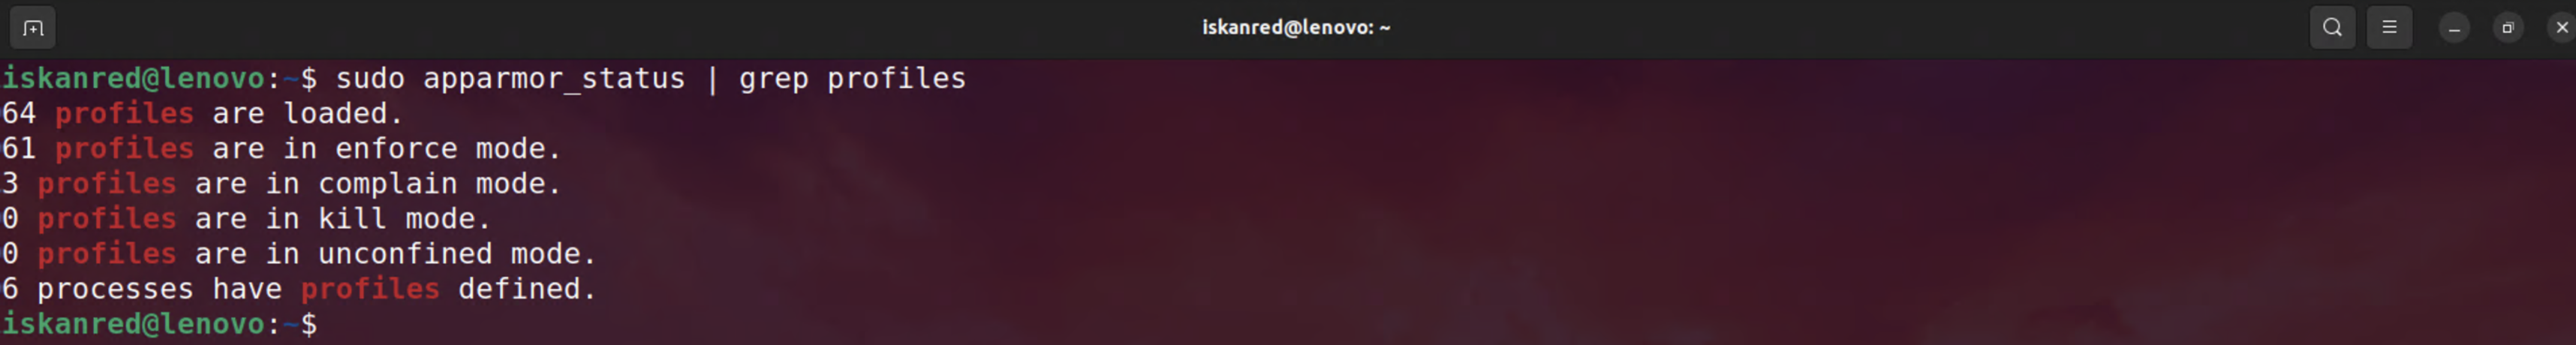 iskanred@lenovo: ~
iskanred@lenovo:~$ sudo apparmor_status | grep profiles
64 profiles are loaded.
61 profiles are in enforce mode.
3 profiles are in complain mode.
0 profiles are in kill mode.
0 profiles are in unconfined mode.
6 processes have profiles defined.
iskanred@lenovo:~$